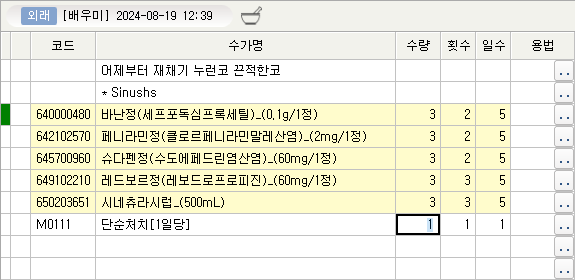 외래 [배우미] 2024-08-19 12:39
코드 수가명 수량 횟수 일수 용법
어제부터 재채기 누런코 끈적한코 ..
* Sinushs ..
640000480 바난정(세프포독심프록세틸)_(0,1g/1정) 3 2 5 ..
642102570 페니라민정(클로르페니라민말레산염)_(2mg/1정) 3 2 5 ..
645700960 슈다펜정(수도에페드린염산염)_(60mg/1정) 3 2 5 ..
649102210 레드보르정(레보드로프로피진)_(60mg/1정) 3 3 5 ..
650203651 시네츄라시럽_(500mL) 3 3 5 ..
M0111 단순처치[1일당] 1 1 1 ..
..
..